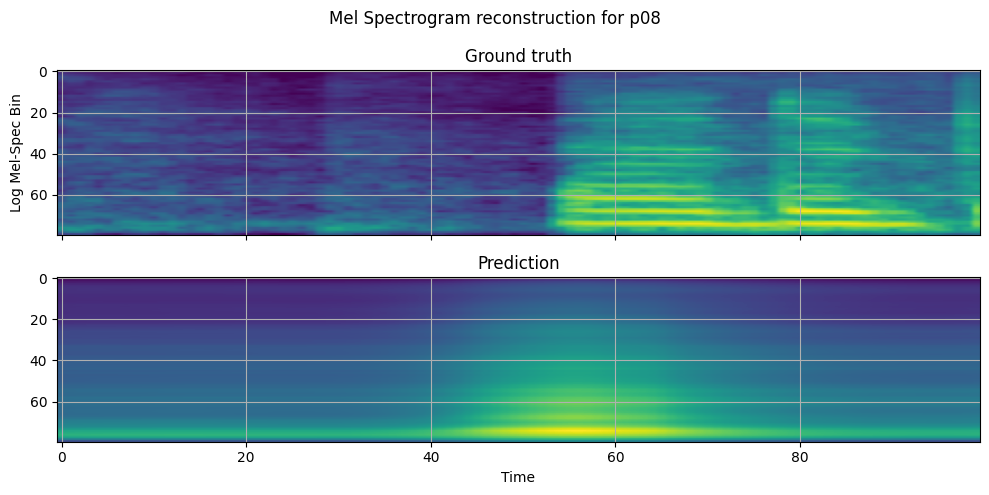 Mel Spectrogram reconstruction for p08
Ground truth
Log Mel-Spec Bin
0
20
40
60
Prediction
0
20
40
60
0 20 40 60 80
Time